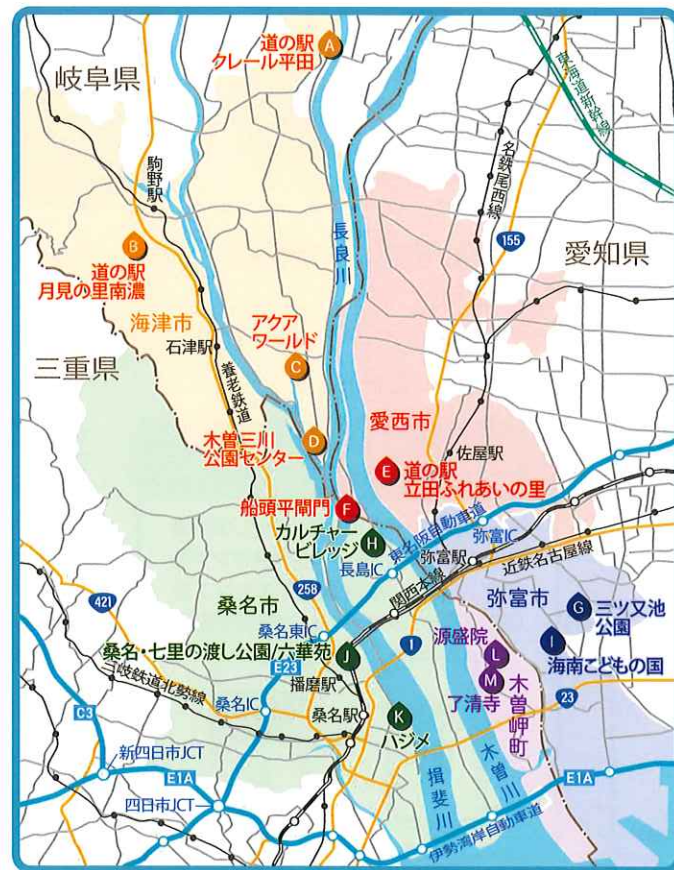 道の駅
クレール平田
A
岐阜県
東海道新幹線
駒野駅
名鉄尾西線
長良川
155
愛知県
B
道の駅
月見の里南濃
海津市
アクア
ワールド
C
石津駅
三重県
養老鉄道
愛西市
木曽三川
公園センター
D
佐屋駅
E
道の駅
立田ふれあいの里
船頭平閘門
F
カルチャー
ビレッジ
H
東名阪自動車道
弥富IC
長島IC
弥富駅
近鉄名古屋線
関西本線
258
421
桑名市
弥富市
G
三ツ又池
公園
桑名東IC
1
源盛院
L
I
海南こどもの国
桑名・七里の渡し公園/六華苑
J
E23
三岐鉄道北勢線
播磨駅
M
了清寺
木曽岬町
23
桑名IC
桑名駅
K
ハジメ
C3
新四日市JCT
揖斐川
木曽川
E1A
E1A
四日市JCT
伊勢湾岸自動車道